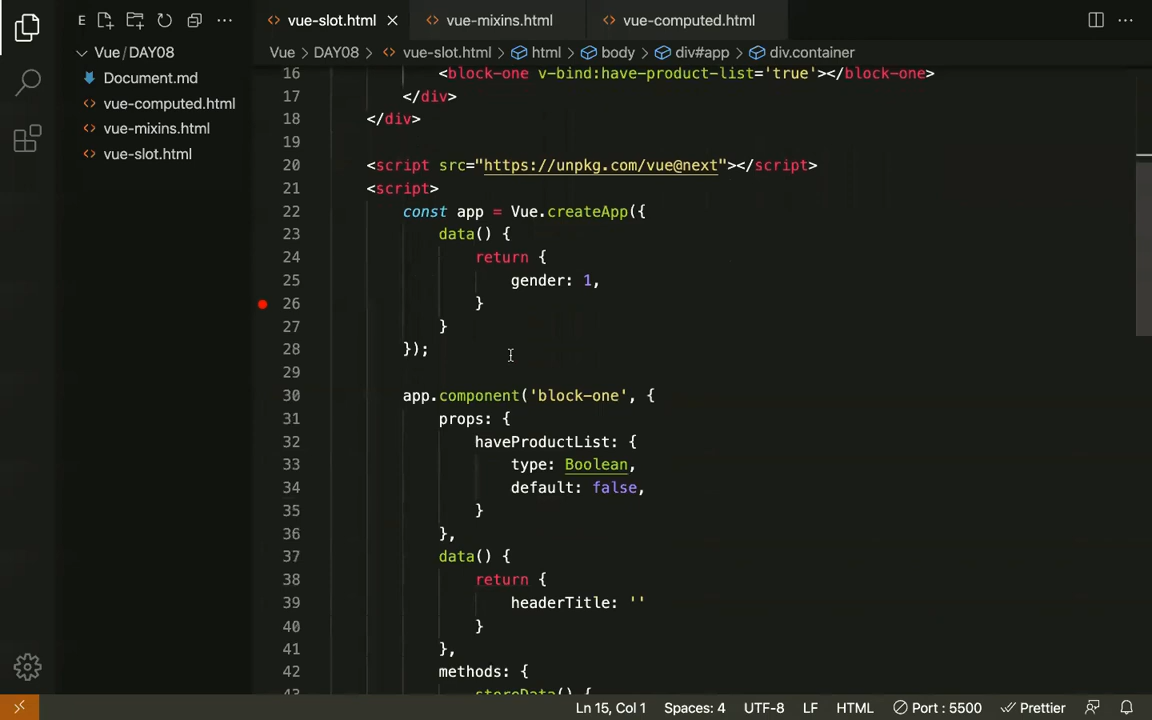 E
vue-slot.html
vue-mixins.html
vue-computed.html
Vue/DAY08
Document.md
vue-computed.html
vue-mixins.html
vue-slot.html
Vue > DAY08 > vue-slot.html > html > body > div#app > div.container
16 <block-one v-bind:have-product-list='true'></block-one>
17 </div>
18 </div>
19
20 <script src="https://unpkg.com/vue@next"></script>
21 <script>
22 const app = Vue.createApp({
23 data() {
24 return {
25 gender: 1,
26 }
27 }
28 });
29
30 app.component('block-one', {
31 props: {
32 haveProductList: {
33 type: Boolean,
34 default: false,
35 }
36 },
37 data() {
38 return {
39 headerTitle: ''
40 }
41 },
42 methods: {
43 storeData() {
Ln 15, Col 1 Spaces: 4 UTF-8 LF HTML Port : 5500 Prettier